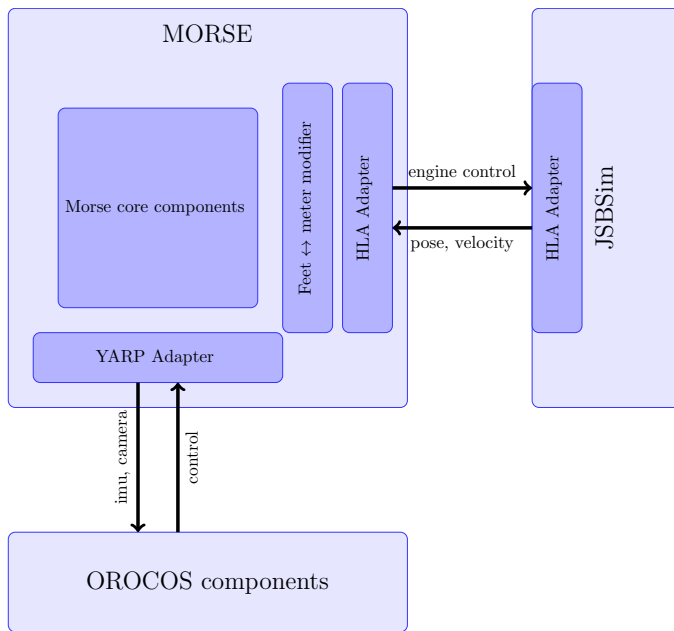 MORSE
Morse core components
Feet ↔ meter modifier
HLA Adapter
engine control
pose, velocity
HLA Adapter
JSBSim
YARP Adapter
imu, camera
control
OROCOS components